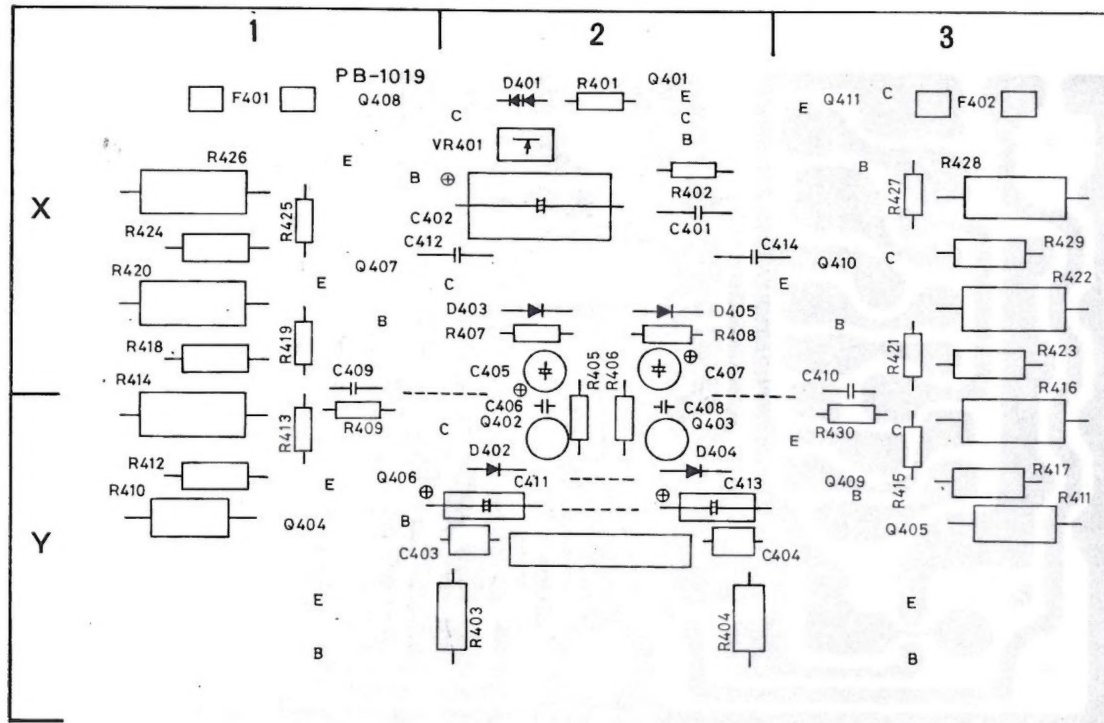 1 2 3
PB-1019
F401 Q408 C D401 R401 Q401 E Q411 C F402
E C B
VR401
R426 E B C402 R402 B R427 R428
X
R425 C401
R424 C412 C414 R429
Q407 C Q410 C
R420 E E R422
D403 D405
R419 B R407 R408 B R421
R418 R423
C405 R405 R406 C407
R414 C409 C410 R416
C406 C408
R413 R409 C Q402 Q403 E R430 C R415
R412 D402 D404 R417
E Q406 C411 C413 Q409 B
R410 Q404 B Q405 R411
Y
C403 C404
E R403 R404 E
B B